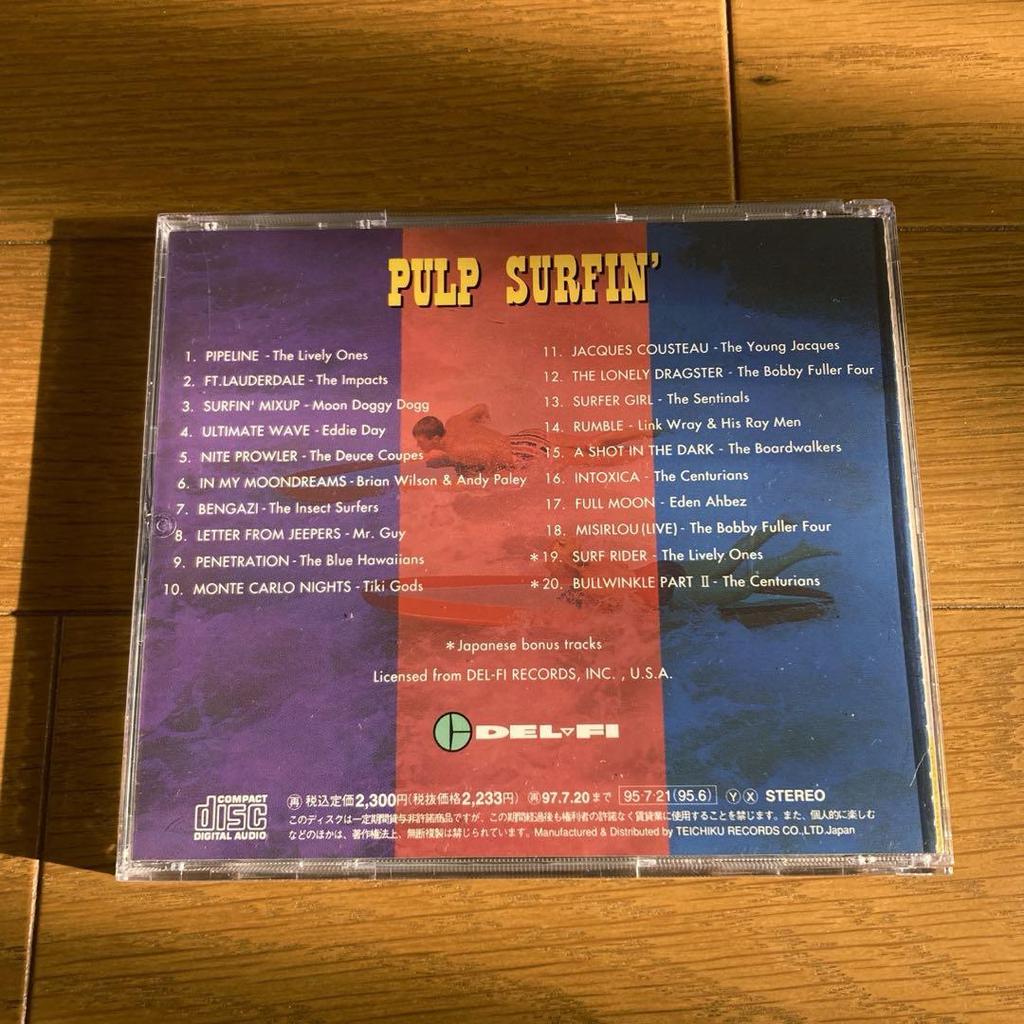 PULP SURFIN'
1. PIPELINE - The Lively Ones
2. FT.LAUDERDALE - The Impacts
3. SURFIN' MIXUP - Moon Doggy Dogg
4. ULTIMATE WAVE - Eddie Day
5. NITE PROWLER - The Deuce Coupes
6. IN MY MOONDREAMS - Brian Wilson & Andy Paley
7. BENGAZI - The Insect Surfers
8. LETTER FROM JEEPERS - Mr. Guy
9. PENETRATION - The Blue Hawaiians
10. MONTE CARLO NIGHTS - Tiki Gods
11. JACQUES COUSTEAU - The Young Jacques
12. THE LONELY DRAGSTER - The Bobby Fuller Four
13. SURFER GIRL - The Sentinals
14. RUMBLE - Link Wray & His Ray Men
15. A SHOT IN THE DARK - The Boardwalkers
16. INTOXICA - The Centurians
17. FULL MOON - Eden Ahbez
18. MISIRLOU (LIVE) - The Bobby Fuller Four
*19. SURF RIDER - The Lively Ones
*20. BULLWINKLE PART II - The Centurians
*Japanese bonus tracks
Licensed from DEL-FI RECORDS, INC. , U.S.A.
DEL-FI
COMPACT disc DIGITAL AUDIO
再 税込定価2,300円(税抜価格2,233円) 再97.7.20まで 95・7・21(95.6) Y X STEREO
このディスクは一定期間貸与非許諾商品ですが、この期間経過後も権利者の許諾なく賃貸業に使用することを禁じます。また、個人的に楽しむ
などのほかは、著作権法上、無断複製は禁じられています。Manufactured & Distributed by TEICHIKU RECORDS CO.,LTD.Japan